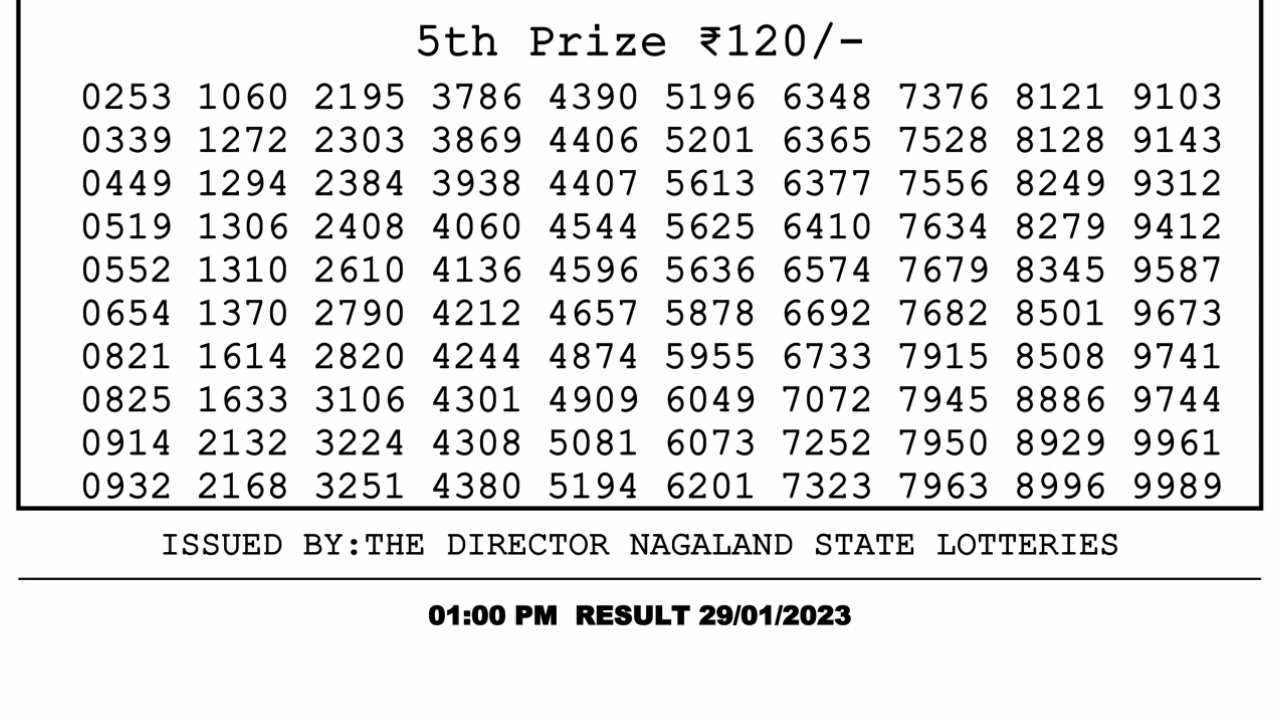 5th Prize ₹120/-
0253 1060 2195 3786 4390 5196 6348 7376 8121 9103
0339 1272 2303 3869 4406 5201 6365 7528 8128 9143
0449 1294 2384 3938 4407 5613 6377 7556 8249 9312
0519 1306 2408 4060 4544 5625 6410 7634 8279 9412
0552 1310 2610 4136 4596 5636 6574 7679 8345 9587
0654 1370 2790 4212 4657 5878 6692 7682 8501 9673
0821 1614 2820 4244 4874 5955 6733 7915 8508 9741
0825 1633 3106 4301 4909 6049 7072 7945 8886 9744
0914 2132 3224 4308 5081 6073 7252 7950 8929 9961
0932 2168 3251 4380 5194 6201 7323 7963 8996 9989
ISSUED BY:THE DIRECTOR NAGALAND STATE LOTTERIES
01:00 PM RESULT 29/01/2023